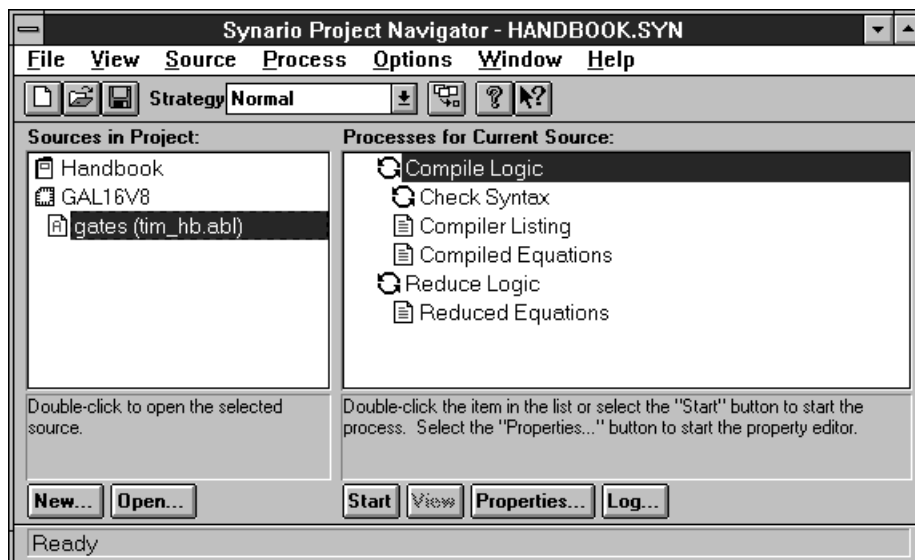 Synario Project Navigator - HANDBOOK.SYN
File View Source Process Options Window Help
Strategy Normal
Sources in Project:
Handbook
GAL16V8
gates (tim_hb.abl)
Double-click to open the selected
source.
New... Open...
Processes for Current Source:
Compile Logic
Check Syntax
Compiler Listing
Compiled Equations
Reduce Logic
Reduced Equations
Double-click the item in the list or select the "Start" button to start the
process. Select the "Properties..." button to start the property editor.
Start View Properties... Log...
Ready